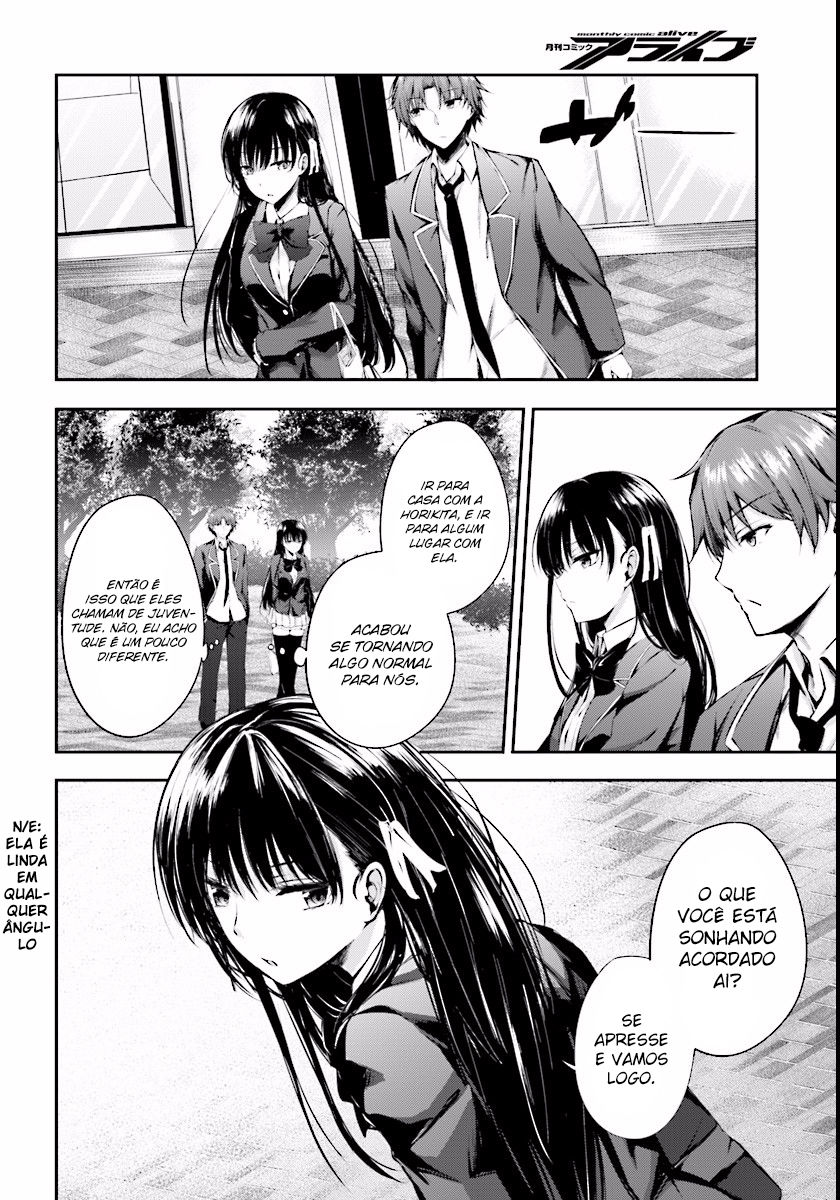 monthly comic alive
月刊コミック
アライブ
ザ
IR PARA
CASA COM A
HORIKITA, E IR
PARA ALGUM
LUGAR COM
ELA.
ACABOU
SE TORNANDO
ALGO NORMAL
PARA NÓS.
ENTÃO É
ISSO QUE ELES
CHAMAM DE JUVEN-
TUDE. NÃO, EU ACHO
QUE É UM POUCO
DIFERENTE.
O QUE
VOCÊ ESTÁ
SONHANDO
ACORDADO
AI?
SE
APRESSE
E VAMOS
LOGO.
N/E:
ELA É
LINDA
EM
QUAL-
QUER
ÂNGU-
LO